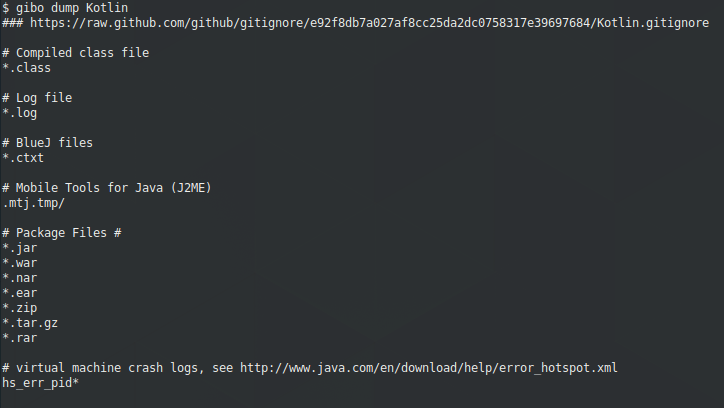 $ gibo dump Kotlin
### https://raw.github.com/github/gitignore/e92f8db7a027af8cc25da2dc0758317e39697684/Kotlin.gitignore
# Compiled class file
*.class
# Log file
*.log
# BlueJ files
*.ctxt
# Mobile Tools for Java (J2ME)
.mtj.tmp/
# Package Files #
*.jar
*.war
*.nar
*.ear
*.zip
*.tar.gz
*.rar
# virtual machine crash logs, see http://www.java.com/en/download/help/error_hotspot.xml
hs_err_pid*